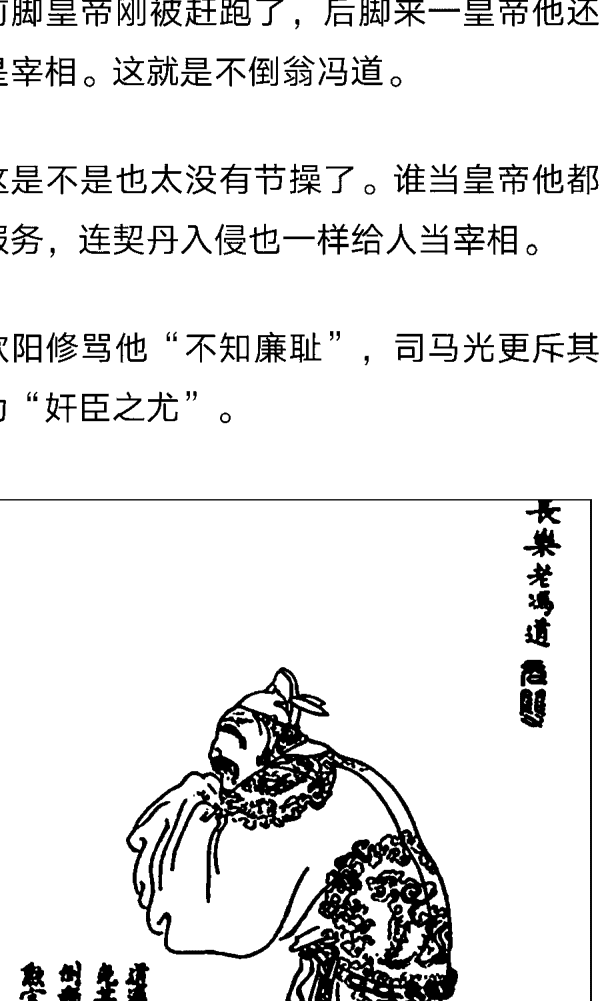 脚皇帝刚被赶跑了，后脚来一皇帝他还
是宰相。这就是不倒翁冯道。
这是不是也太没有节操了。谁当皇帝他都
服务，连契丹入侵也一样给人当宰相。
欧阳修骂他“不知廉耻”，司马光更斥其
为“奸臣之尤”。
長樂老馮道